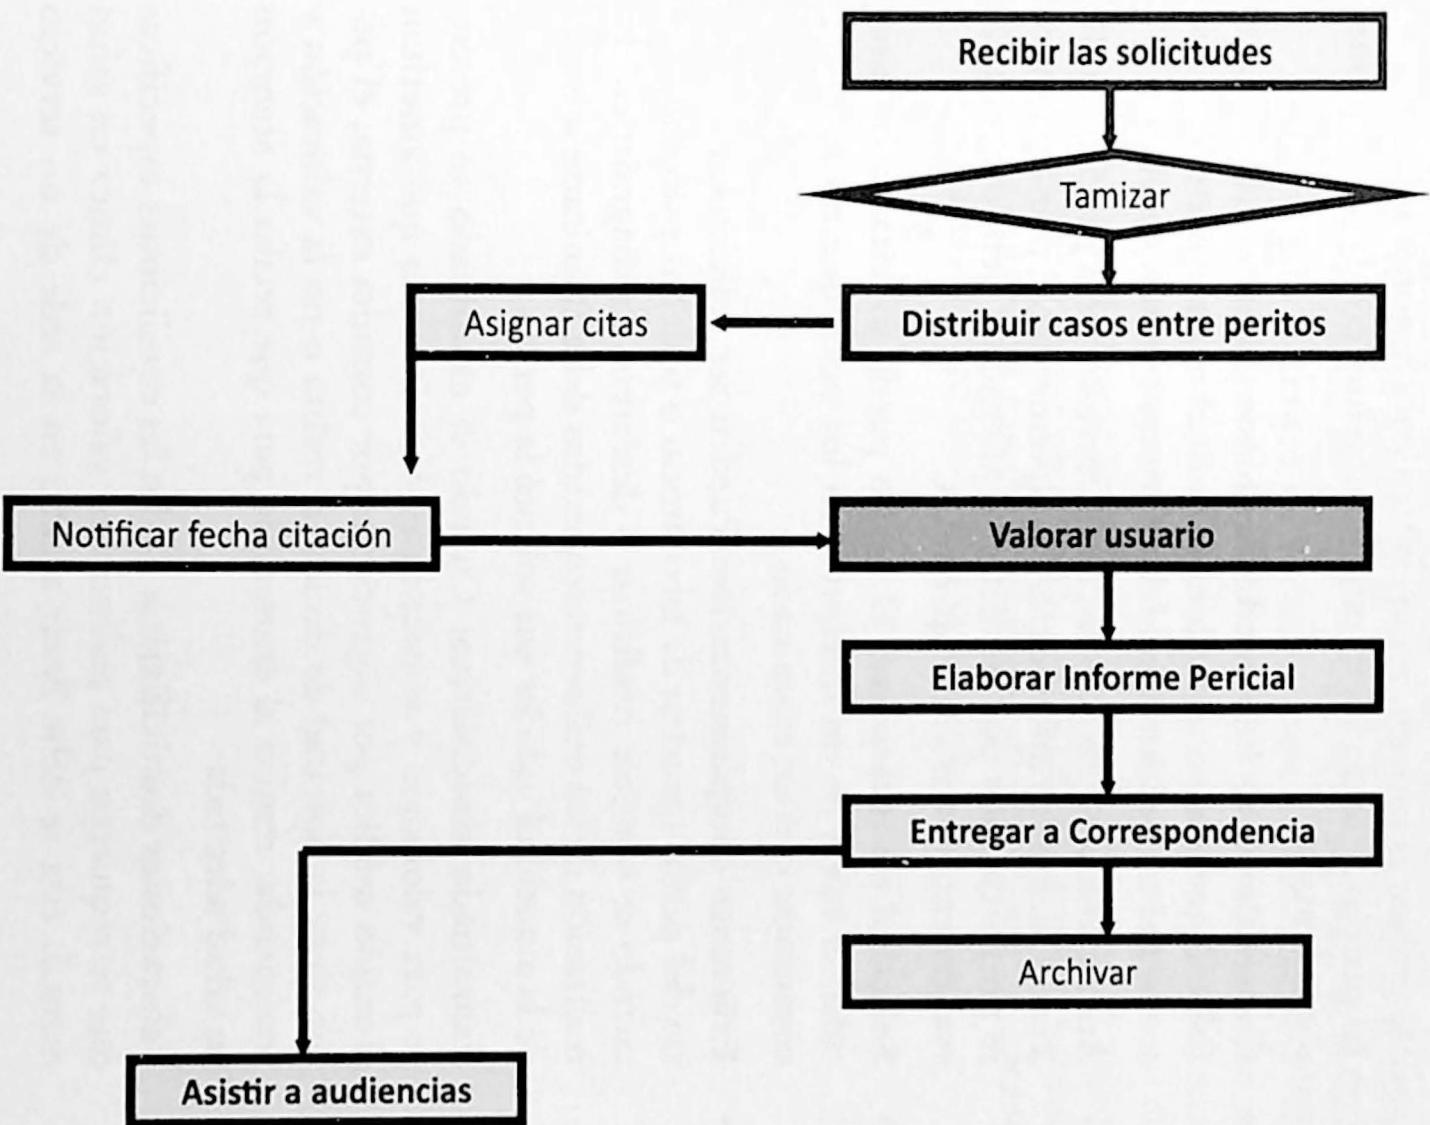 Recibir las solicitudes
Tamizar
Distribuir casos entre peritos
Asignar citas
Notificar fecha citación
Valorar usuario
Elaborar Informe Pericial
Entregar a Correspondencia
Archivar
Asistir a audiencias